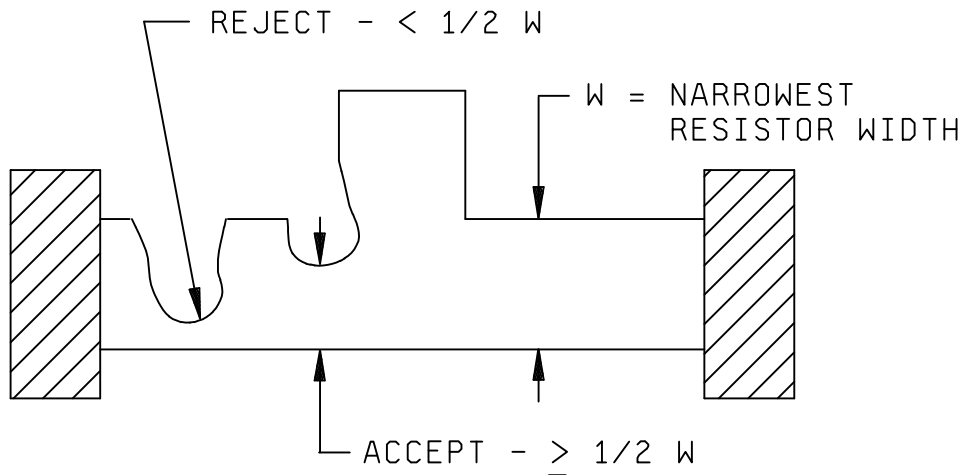 REJECT - < 1/2 W
W = NARROWEST
RESISTOR WIDTH
ACCEPT - ≥ 1/2 W